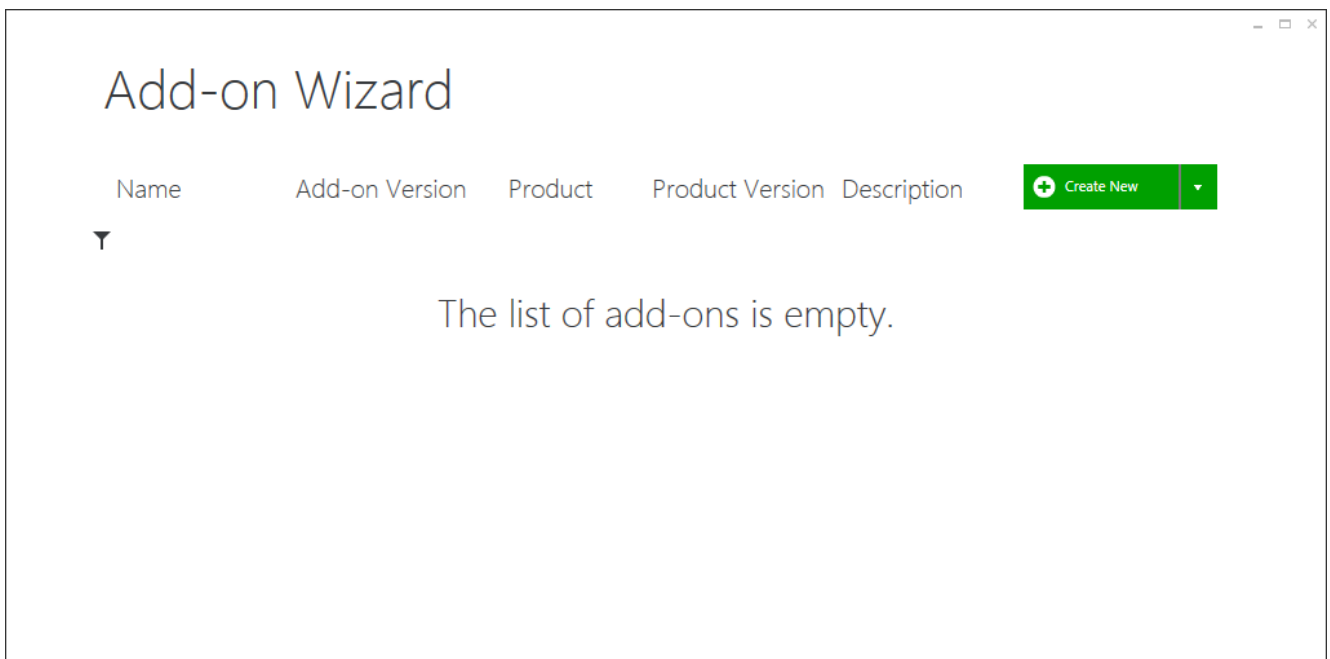 Add-on Wizard
Name Add-on Version Product Product Version Description Create New
The list of add-ons is empty.